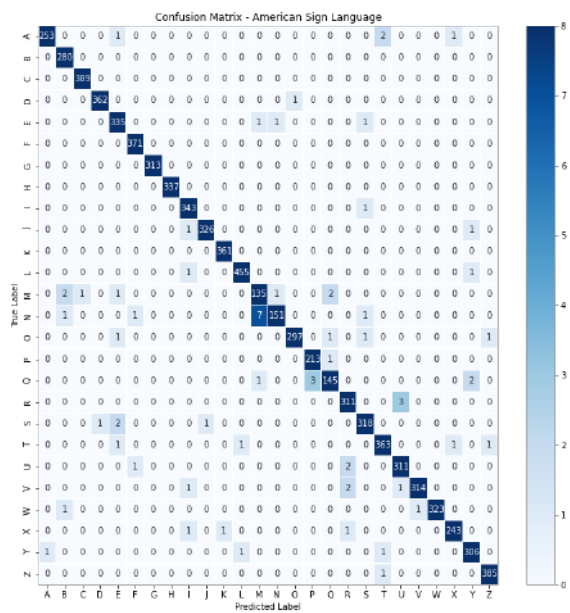 Confusion Matrix - American Sign Language
A 253 0 0 0 1 0 0 0 0 0 0 0 0 0 0 0 0 0 0 2 0 0 0 1 0 0
B 0 280 0 0 0 0 0 0 0 0 0 0 0 0 0 0 0 0 0 0 0 0 0 0 0 0
C 0 0 389 0 0 0 0 0 0 0 0 0 0 0 0 0 0 0 0 0 0 0 0 0 0 0
D 0 0 0 362 0 0 0 0 0 0 0 0 0 0 1 0 0 0 0 0 0 0 0 0 0 0
E 0 0 0 0 335 0 0 0 0 0 0 0 1 1 0 0 0 0 1 0 0 0 0 0 0 0
F 0 0 0 0 0 371 0 0 0 0 0 0 0 0 0 0 0 0 0 0 0 0 0 0 0 0
G 0 0 0 0 0 0 313 0 0 0 0 0 0 0 0 0 0 0 0 0 0 0 0 0 0 0
H 0 0 0 0 0 0 0 337 0 0 0 0 0 0 0 0 0 0 0 0 0 0 0 0 0 0
I 0 0 0 0 0 0 0 0 343 0 0 0 0 0 0 0 0 0 1 0 0 0 0 0 0 0
J 0 0 0 0 0 0 0 0 1 326 0 0 0 0 0 0 0 0 0 0 0 0 0 0 1 0
K 0 0 0 0 0 0 0 0 0 0 361 0 0 0 0 0 0 0 0 0 0 0 0 0 0 0
L 0 0 0 0 0 0 0 0 1 0 0 455 0 0 0 0 0 0 0 0 0 0 0 0 1 0
M 0 2 1 0 1 0 0 0 0 0 0 0 135 1 0 0 2 0 0 0 0 0 0 0 0 0
N 0 1 0 0 0 1 0 0 0 0 0 0 7 151 0 0 0 0 1 0 0 0 0 0 0 0
O 0 0 0 0 1 0 0 0 0 0 0 0 0 0 297 0 1 0 1 0 0 0 0 0 0 1
P 0 0 0 0 0 0 0 0 0 0 0 0 0 0 0 213 1 0 0 0 0 0 0 0 0 0
Q 0 0 0 0 0 0 0 0 0 0 0 0 1 0 0 3 145 0 0 0 0 0 0 0 2 0
R 0 0 0 0 0 0 0 0 0 0 0 0 0 0 0 0 0 311 0 0 3 0 0 0 0 0
S 0 0 0 1 2 0 0 0 0 1 0 0 0 0 0 0 0 0 318 0 0 0 0 0 0 0
T 0 0 0 0 1 0 0 0 0 0 0 1 0 0 0 0 0 0 0 363 0 0 0 1 0 1
U 0 0 0 0 0 1 0 0 0 0 0 0 0 0 0 0 0 2 0 0 311 0 0 0 0 0
V 0 0 0 0 0 0 0 0 1 0 0 0 0 0 0 0 0 2 0 0 1 314 0 0 0 0
W 0 1 0 0 0 0 0 0 0 0 0 0 0 0 0 0 0 0 0 0 0 1 323 0 0 0
X 0 0 0 0 0 0 0 0 1 0 1 0 0 0 0 0 0 1 0 0 0 0 0 243 0 0
Y 1 0 0 0 0 0 0 0 0 0 0 1 0 0 0 0 0 0 0 1 0 0 0 0 306 0
Z 0 0 0 0 0 0 0 0 0 0 0 0 0 0 0 0 0 0 0 1 0 0 0 0 0 385
A B C D E F G H I J K L M N O P Q R S T U V W X Y Z
Predicted Label
True Label
8
7
6
5
4
3
2
1
0